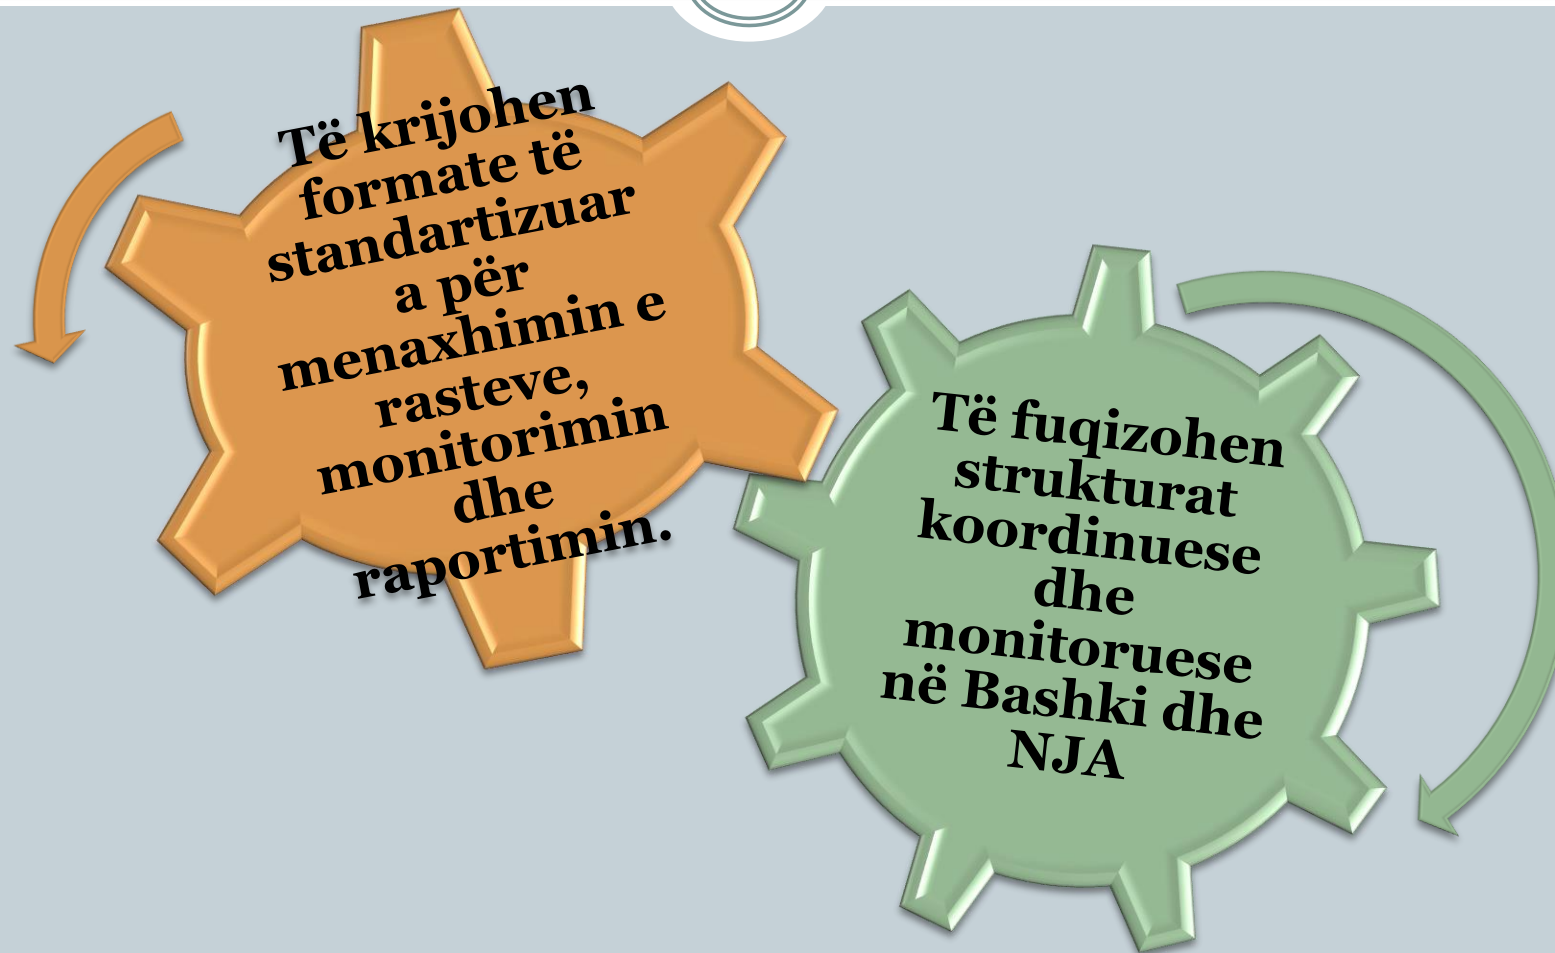 Të krijohen
formate të
standartizuar
a për
menaxhimin e
rasteve,
monitorimin
dhe
raportimin.
Të fuqizohen
strukturat
koordinuese
dhe
monitoruese
në Bashki dhe
NJA